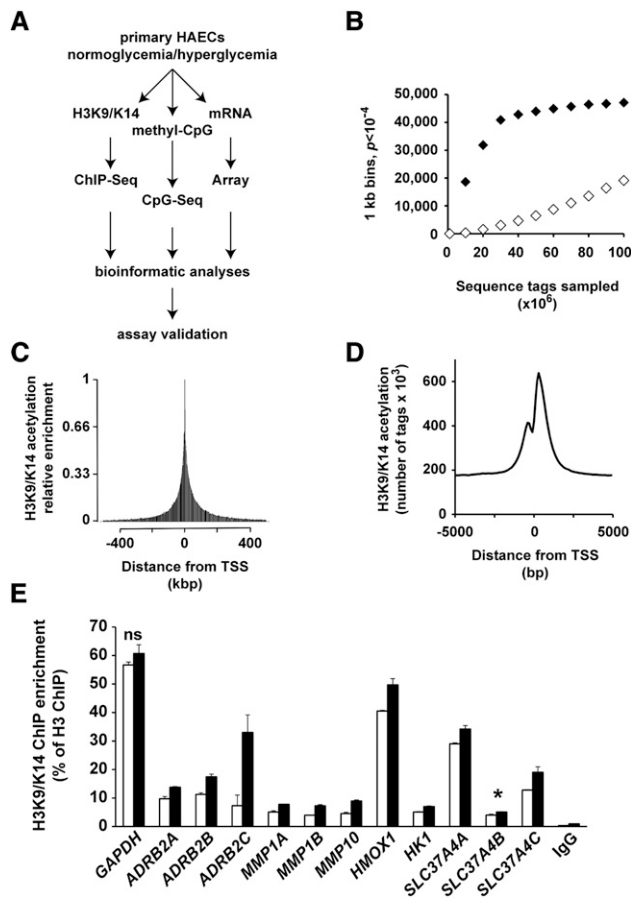 A
primary HAECs
normoglycemia/hyperglycemia
H3K9/K14
methyl-CpG
mRNA
ChIP-Seq
CpG-Seq
Array
bioinformatic analyses
assay validation
B
1 kb bins, p<10-4
50,000
40,000
30,000
20,000
10,000
0
20
40
60
80
100
Sequence tags sampled
(x10⁶)
C
H3K9/K14 acetylation
relative enrichment
1
0.66
0.33
0
-400
0
400
Distance from TSS
(kbp)
D
H3K9/K14 acetylation
(number of tags x 10³)
600
400
200
0
-5000
0
5000
Distance from TSS
(bp)
E
H3K9/K14 ChIP enrichment
(% of H3 ChIP)
70
60
50
40
30
20
10
0
ns
*
GAPDH
ADRB2A
ADRB2B
ADRB2C
MMP1A
MMP1B
MMP10
HMOX1
HK1
SLC37A4A
SLC37A4B
SLC37A4C
IgG